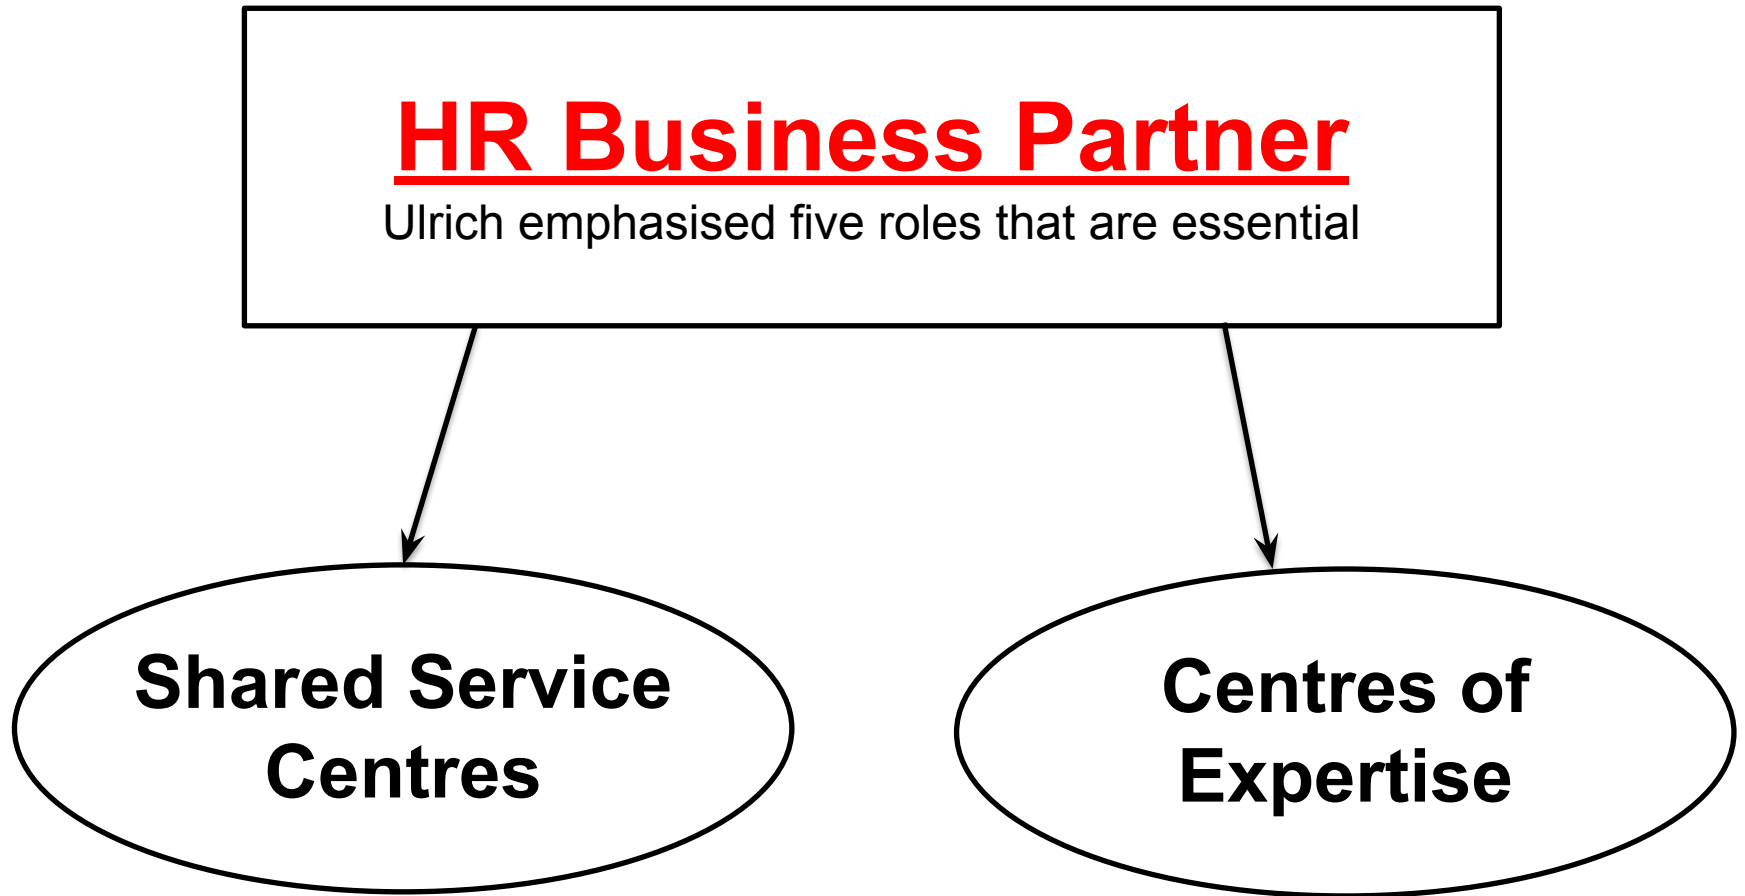 HR Business Partner
Ulrich emphasised five roles that are essential
Shared Service
Centres
Centres of
Expertise